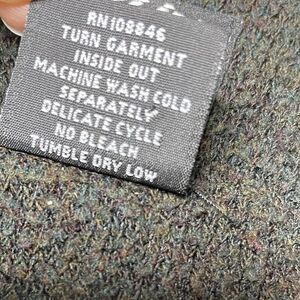 RN108846
TURN GARMENT
INSIDE OUT
MACHINE WASH COLD
SEPARATELY
DELICATE CYCLE
NO BLEACH
TUMBLE DRY LOW